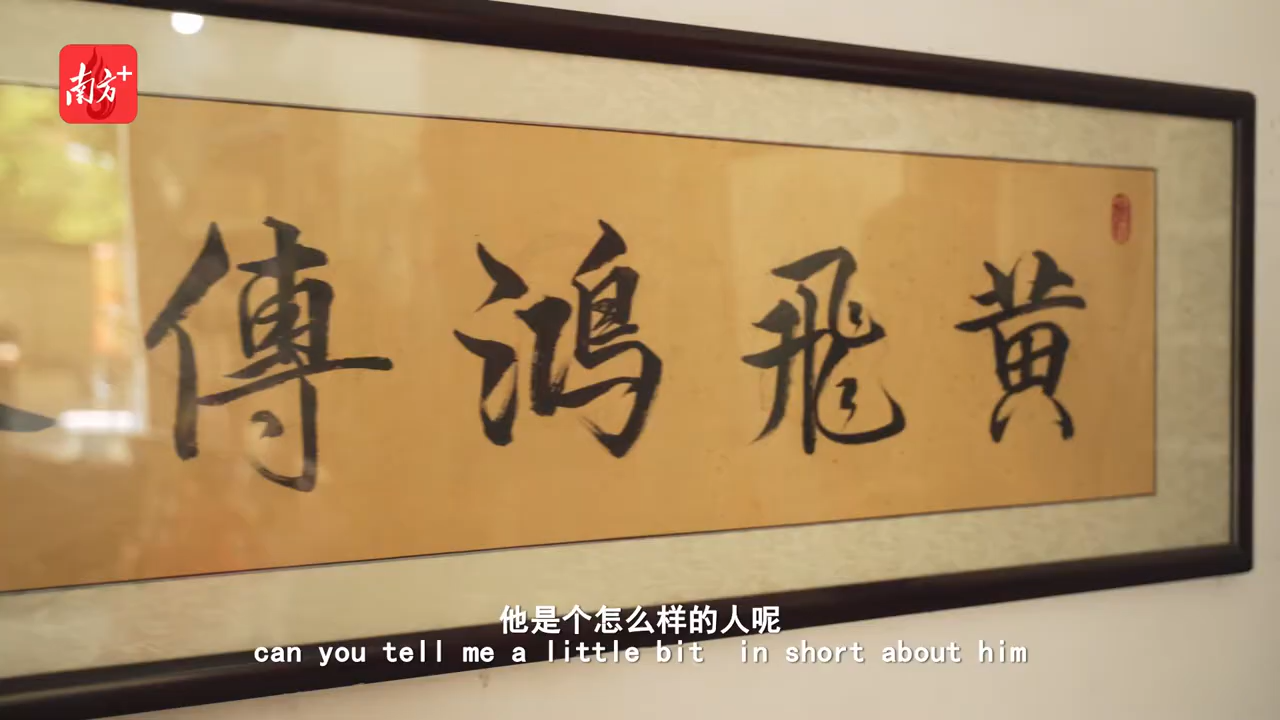 南方+
黄飛鴻傳
他是个怎么样的人呢
can you tell me a little bit in short about him